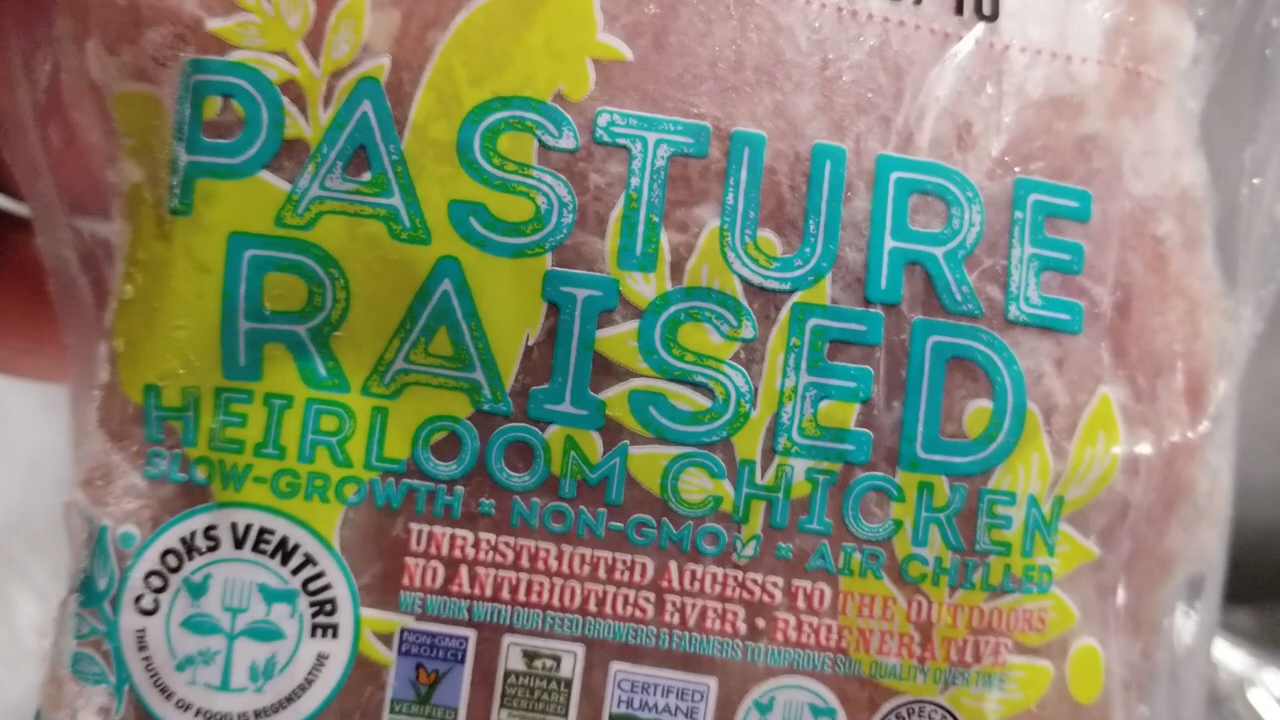 PASTURE
RAISED
HEIRLOOM CHICKEN
SLOW-GROWTH × NON-GMO × AIR CHILLED
UNRESTRICTED ACCESS TO THE OUTDOORS
NO ANTIBIOTICS EVER · REGENERATIVE
WE WORK WITH OUR FEED GROWERS & FARMERS TO IMPROVE SOIL QUALITY OVER TIME
COOKS VENTURE
THE FUTURE OF FOOD IS REGENERATIVE
NON-GMO
PROJECT
VERIFIED
ANIMAL
WELFARE
CERTIFIED
CERTIFIED
HUMANE